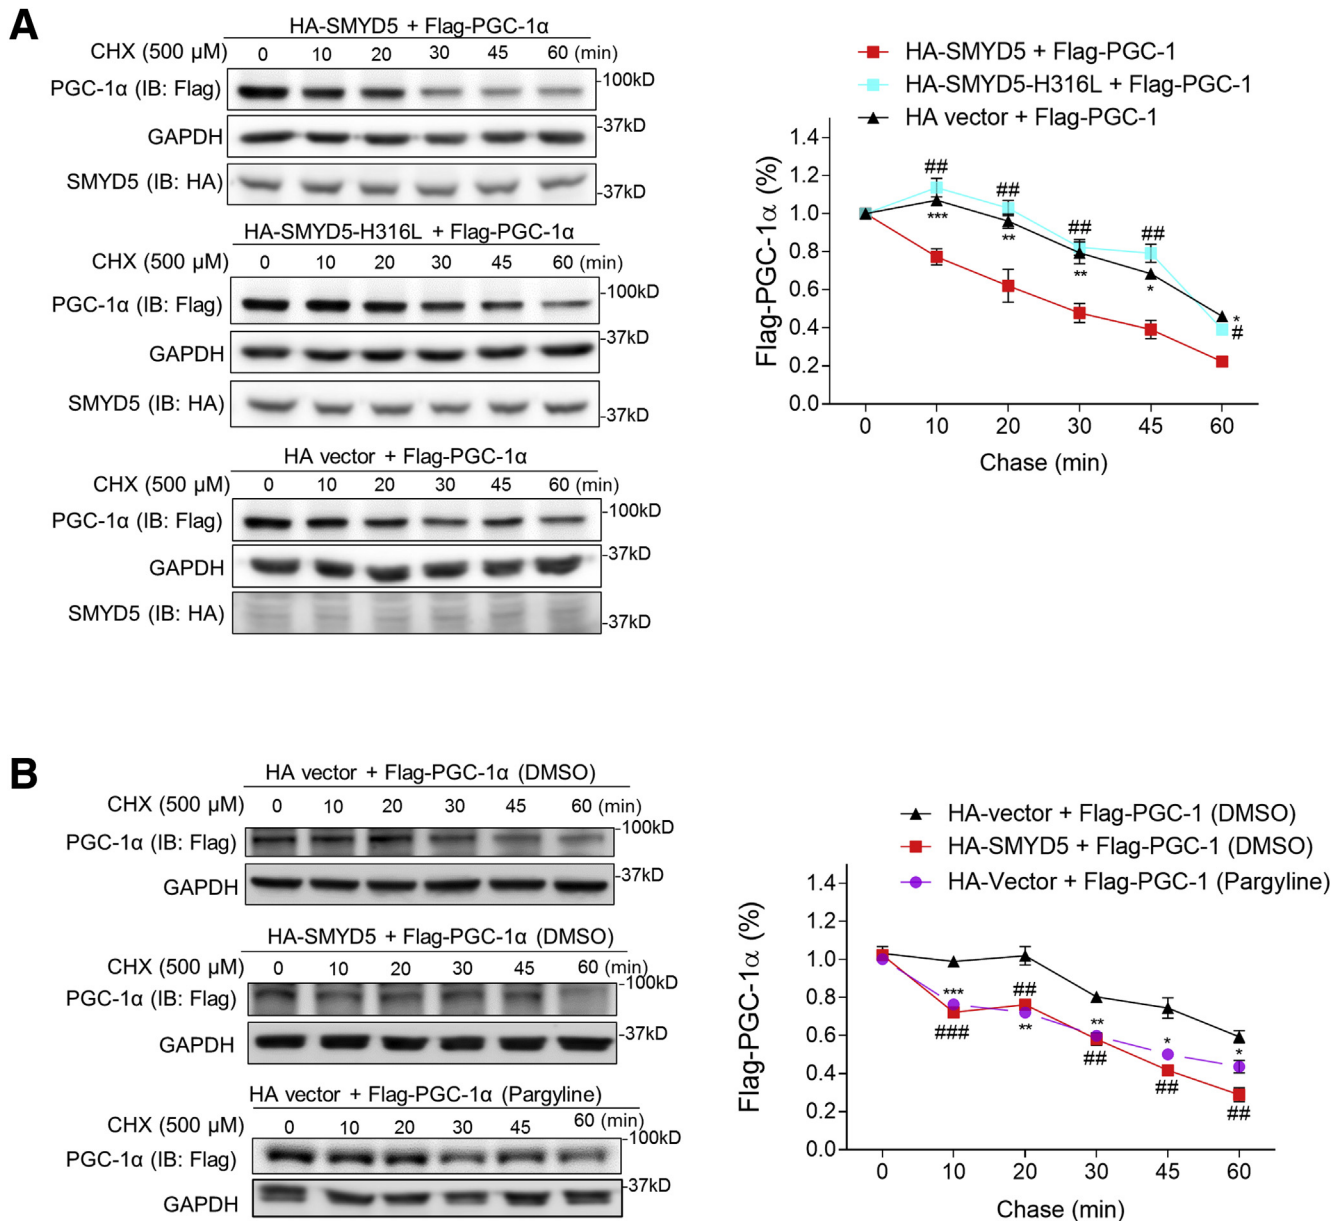 A
HA-SMYD5 + Flag-PGC-1α
CHX (500 µM) 0 10 20 30 45 60 (min)
PGC-1α (IB: Flag) -100kD
GAPDH -37kD
SMYD5 (IB: HA) -37kD
HA-SMYD5-H316L + Flag-PGC-1α
CHX (500 µM) 0 10 20 30 45 60 (min)
PGC-1α (IB: Flag) -100kD
GAPDH -37kD
SMYD5 (IB: HA) -37kD
HA vector + Flag-PGC-1α
CHX (500 µM) 0 10 20 30 45 60 (min)
PGC-1α (IB: Flag) -100kD
GAPDH -37kD
SMYD5 (IB: HA) -37kD
HA-SMYD5 + Flag-PGC-1
HA-SMYD5-H316L + Flag-PGC-1
HA vector + Flag-PGC-1
Flag-PGC-1α (%)
1.4
1.2
1.0
0.8
0.6
0.4
0.2
0.0
## ## ## ##
*** ** ** * *
#
0 10 20 30 45 60
Chase (min)
B
HA vector + Flag-PGC-1α (DMSO)
CHX (500 µM) 0 10 20 30 45 60 (min)
PGC-1α (IB: Flag) -100kD
GAPDH -37kD
HA-SMYD5 + Flag-PGC-1α (DMSO)
CHX (500 µM) 0 10 20 30 45 60 (min)
PGC-1α (IB: Flag) -100kD
GAPDH -37kD
HA vector + Flag-PGC-1α (Pargyline)
CHX (500 µM) 0 10 20 30 45 60 (min)
PGC-1α (IB: Flag) -100kD
GAPDH -37kD
HA-vector + Flag-PGC-1 (DMSO)
HA-SMYD5 + Flag-PGC-1 (DMSO)
HA-Vector + Flag-PGC-1 (Pargyline)
Flag-PGC-1α (%)
1.4
1.2
1.0
0.8
0.6
0.4
0.2
0.0
*** ## ** * *
### ** ## ## ##
0 10 20 30 45 60
Chase (min)